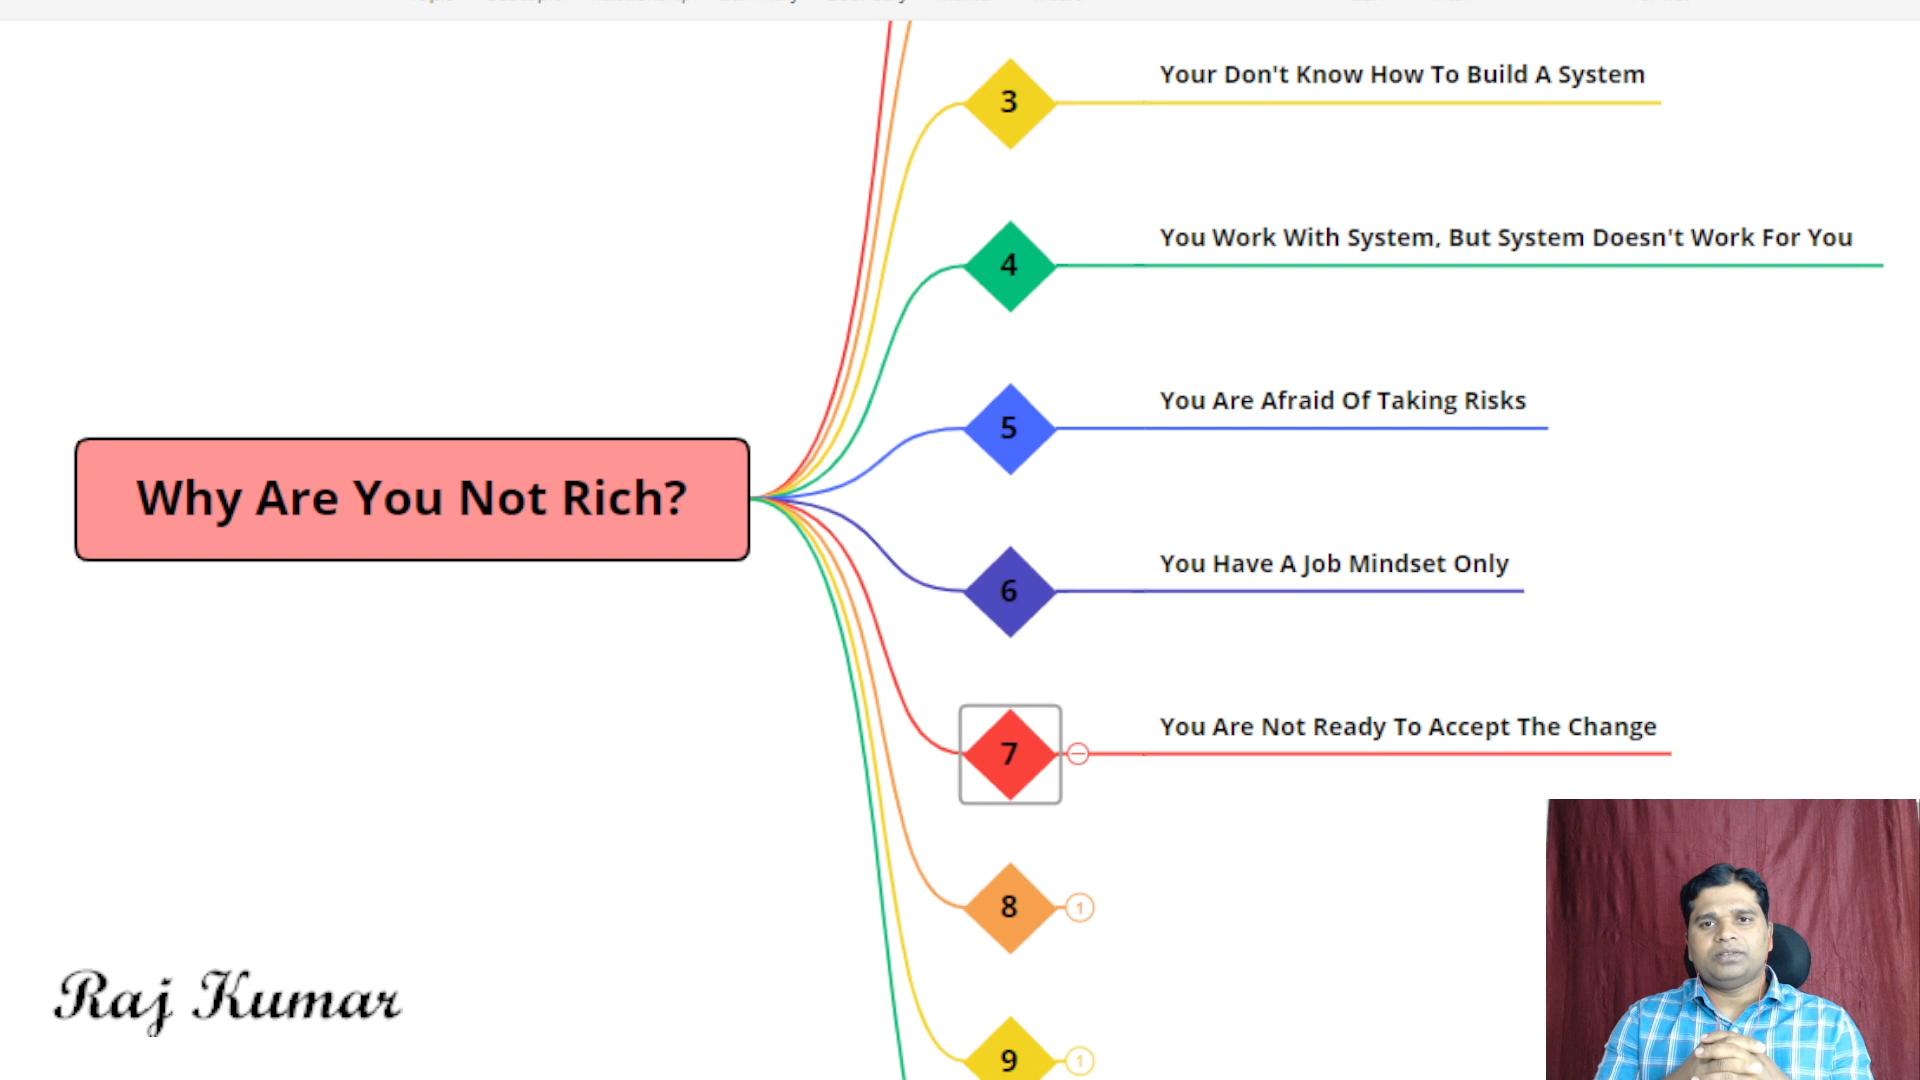 3
Your Don't Know How To Build A System
4
You Work With System, But System Doesn't Work For You
5
You Are Afraid Of Taking Risks
Why Are You Not Rich?
6
You Have A Job Mindset Only
7
You Are Not Ready To Accept The Change
8
1
Raj Kumar
9
1